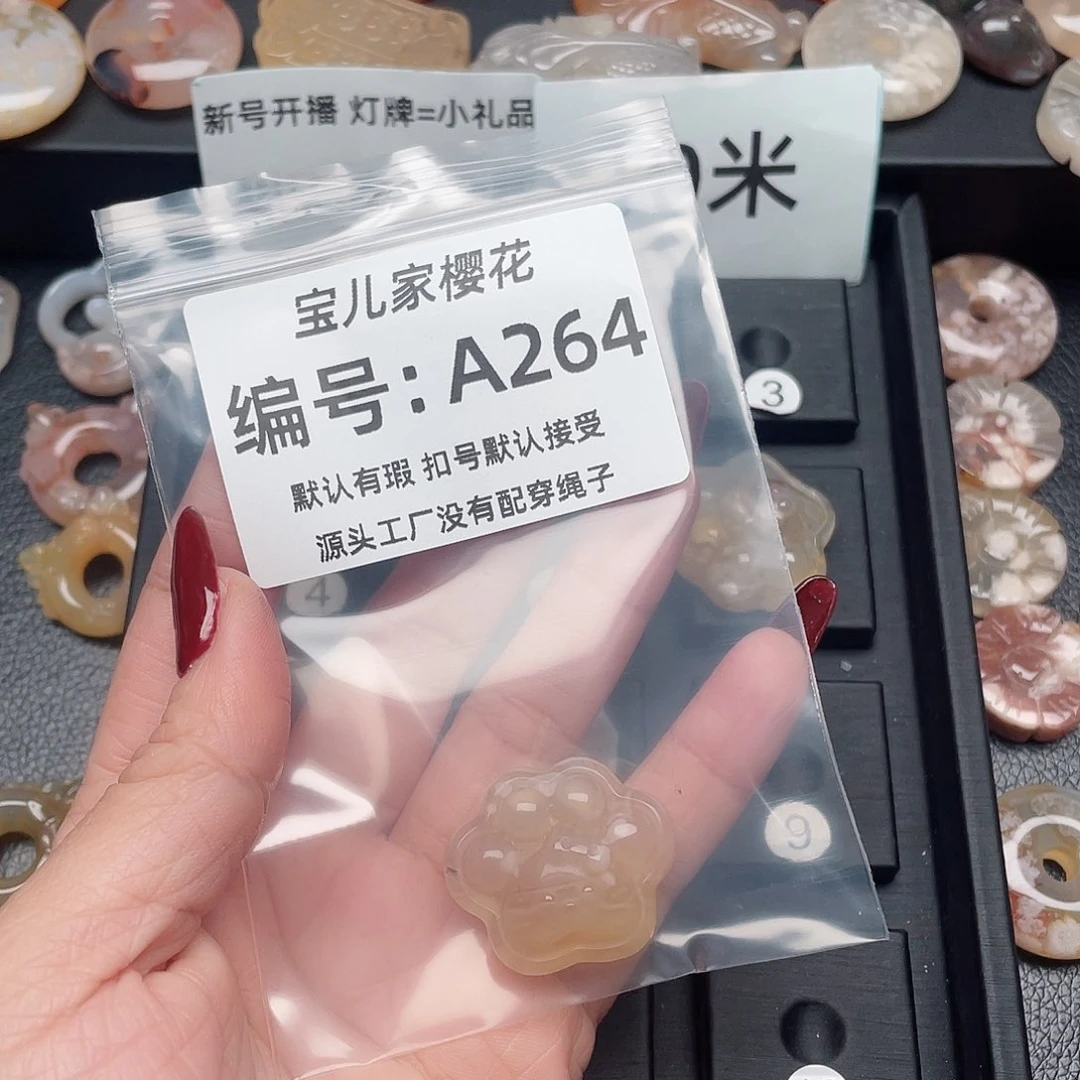 新号开播 灯牌=小礼品
米
宝儿家樱花
编号：A264
默认有瑕 扣号默认接受
源头工厂没有配穿绳子
3
4
9